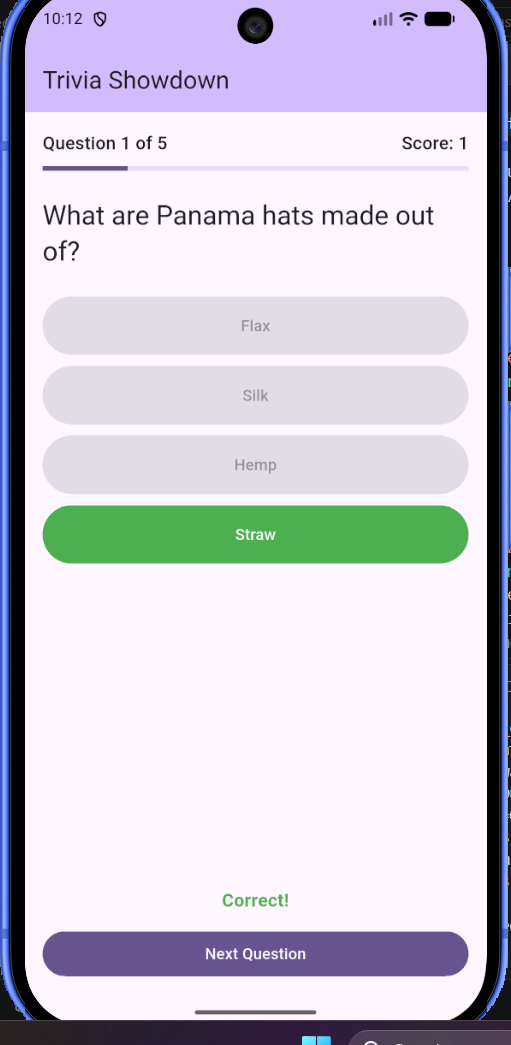 10:12
Trivia Showdown
Question 1 of 5 Score: 1
What are Panama hats made out
of?
Flax
Silk
Hemp
Straw
Correct!
Next Question